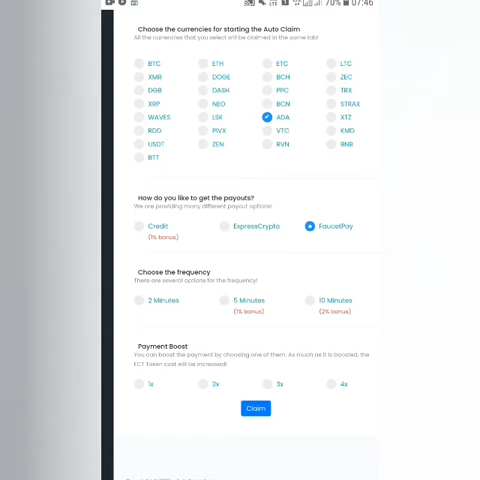 70% 07:46
Choose the currencies for starting the Auto Claim
All the currencies that you select will be claimed in the same tab!
BTC ETH ETC LTC
XMR DOGE BCH ZEC
DGB DASH PPC TRX
XRP NEO BCN STRAX
WAVES LSK ADA XTZ
RDD PIVX VTC KMD
USDT ZEN RVN BNB
BTT
How do you like to get the payouts?
We are providing many different payout options!
Credit ExpressCrypto FaucetPay
(1% bonus)
Choose the frequency
There are several options for the frequency!
2 Minutes 5 Minutes 10 Minutes
(1% bonus) (2% bonus)
Payment Boost
You can boost the payment by choosing one of them. As much as it is boosted, the
ECT Token cost will be increased!
1x 2x 3x 4x
Claim